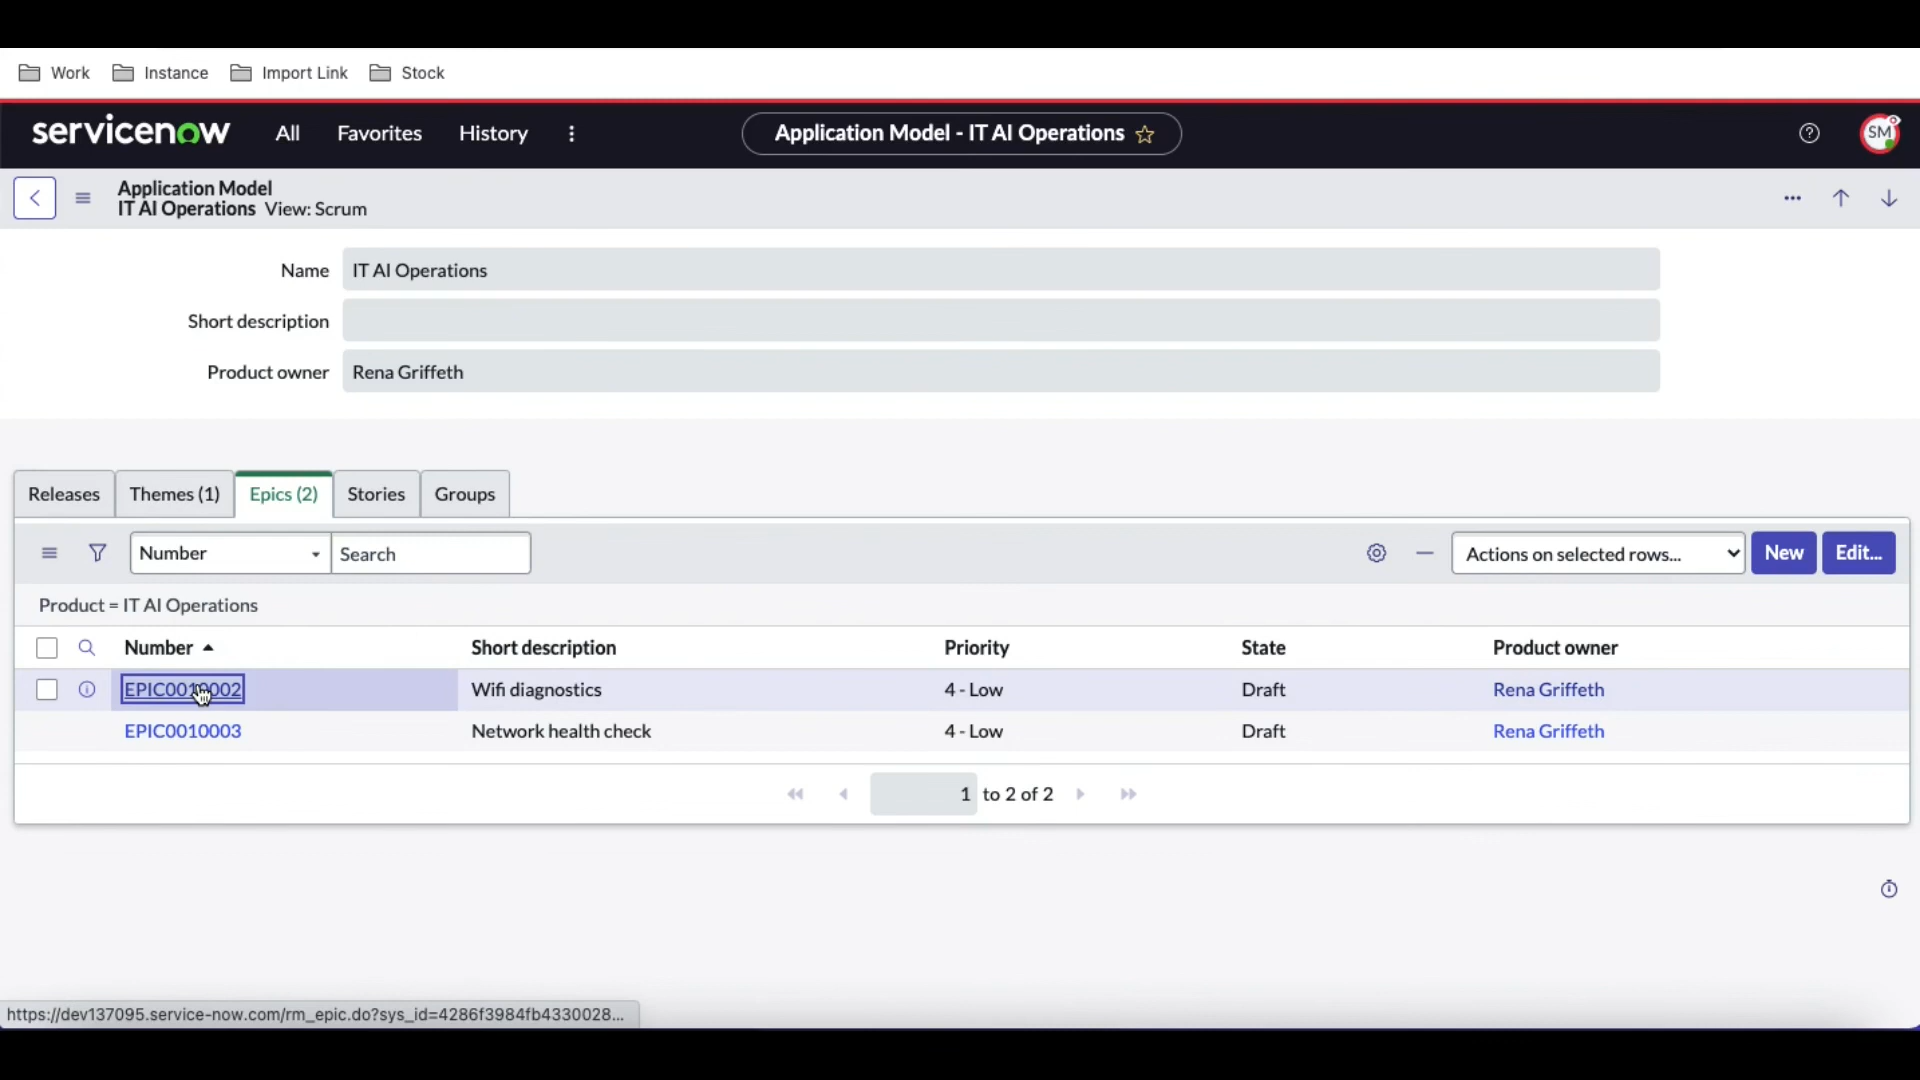 Work Instance Import Link Stock
servicenow All Favorites History Application Model - IT AI Operations SM
Application Model
IT AI Operations View: Scrum
Name IT AI Operations
Short description
Product owner Rena Griffeth
Releases Themes (1) Epics (2) Stories Groups
Number Search Actions on selected rows... New Edit...
Product = IT AI Operations
Number Short description Priority State Product owner
EPIC0010002 Wifi diagnostics 4 - Low Draft Rena Griffeth
EPIC0010003 Network health check 4 - Low Draft Rena Griffeth
1 to 2 of 2
https://dev137095.service-now.com/rm_epic.do?sys_id=4286f3984fb4330028...